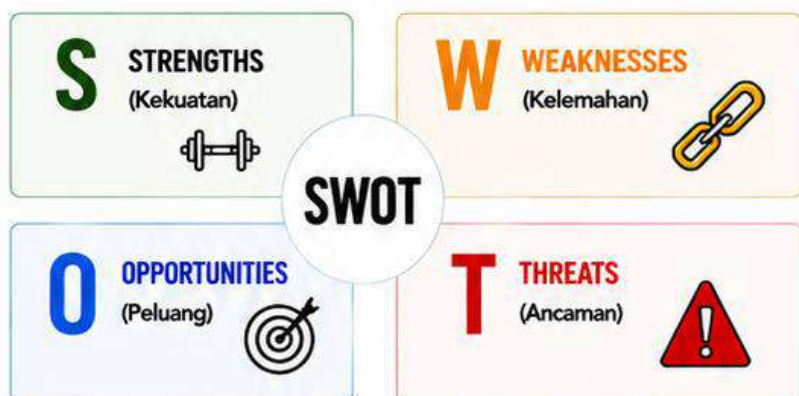 S
STRENGTHS
(Kekuatan)
W
WEAKNESSES
(Kelemahan)
SWOT
O
OPPORTUNITIES
(Peluang)
T
THREATS
(Ancaman)